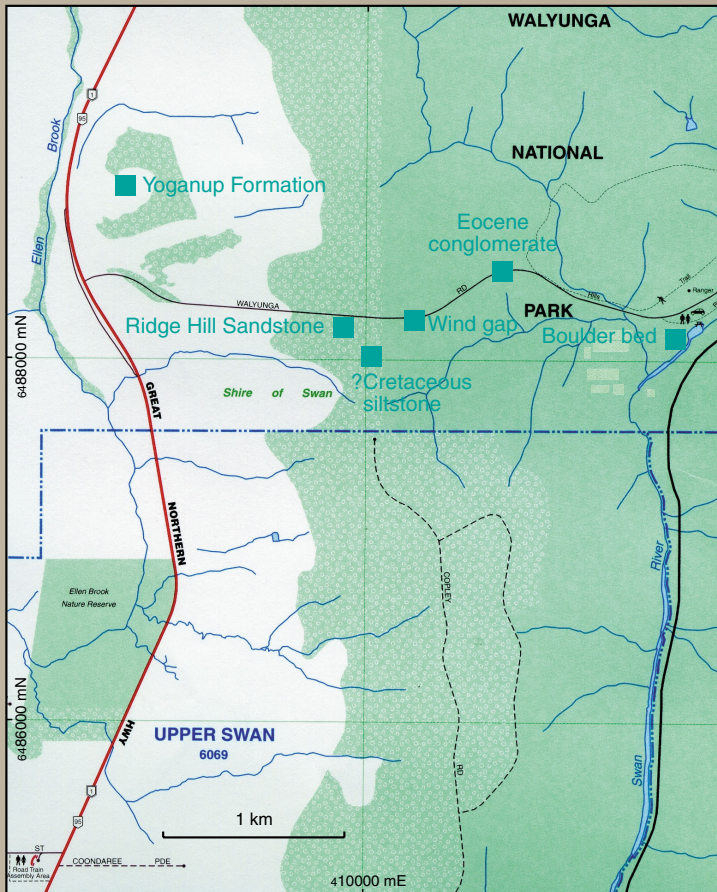 WALYUNGA
1
95
Brook
NATIONAL
Yoganup Formation
Eocene
conglomerate
Ellen
Trail
Ranger
RD
Hills
WALYUNGA
PARK
Ridge Hill Sandstone
Wind gap
Boulder bed
6488000 mN
?Cretaceous
siltstone
GREAT
Shire of Swan
NORTHERN
River
COPLEY
Ellen Brook
Nature Reserve
6486000 mN
HWY
UPPER SWAN
6069
RD
Swan
1
1 km
95
ST
COONDAREE PDE
Road Train
Assembly Area
410000 mE